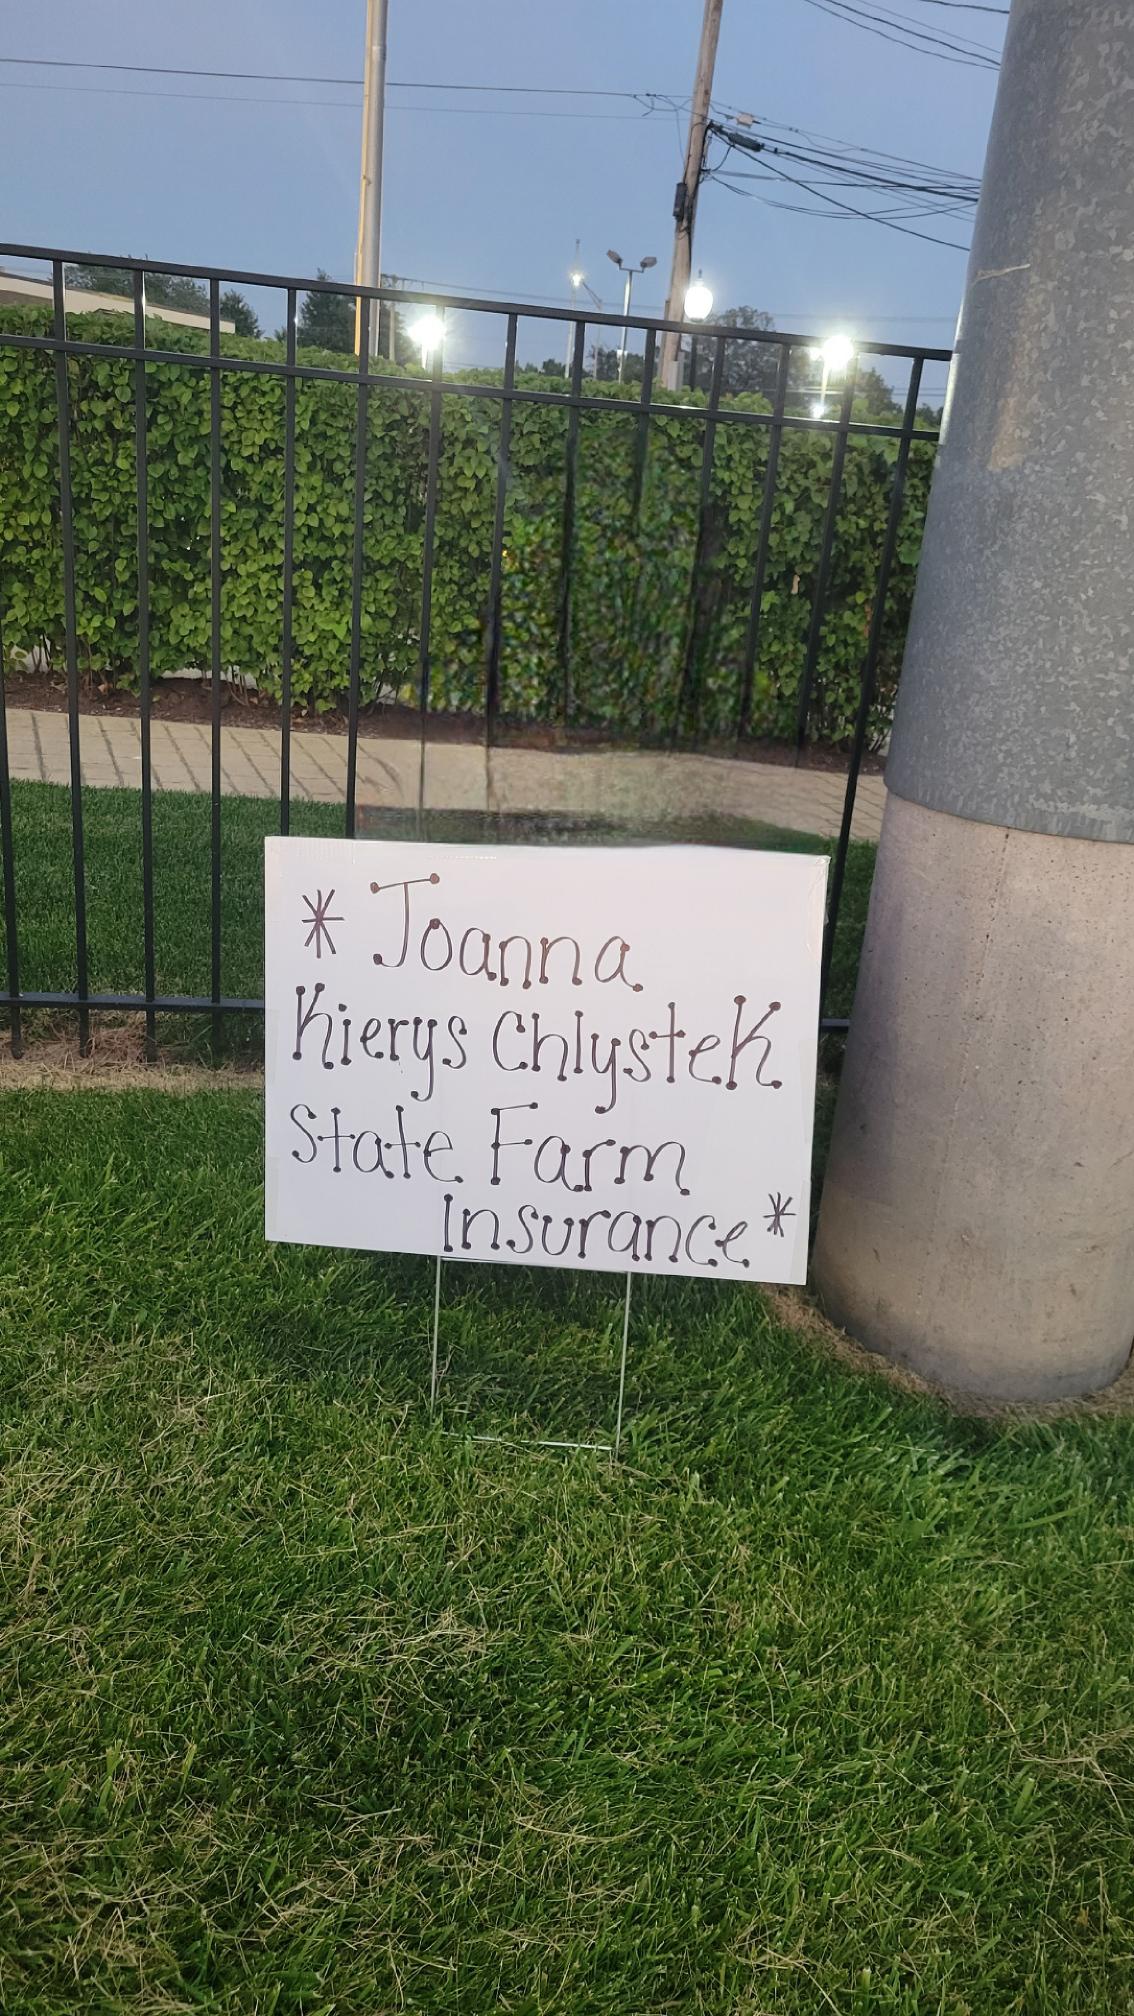 * Joanna
Kierys Chlystek
State Farm
Insurance *